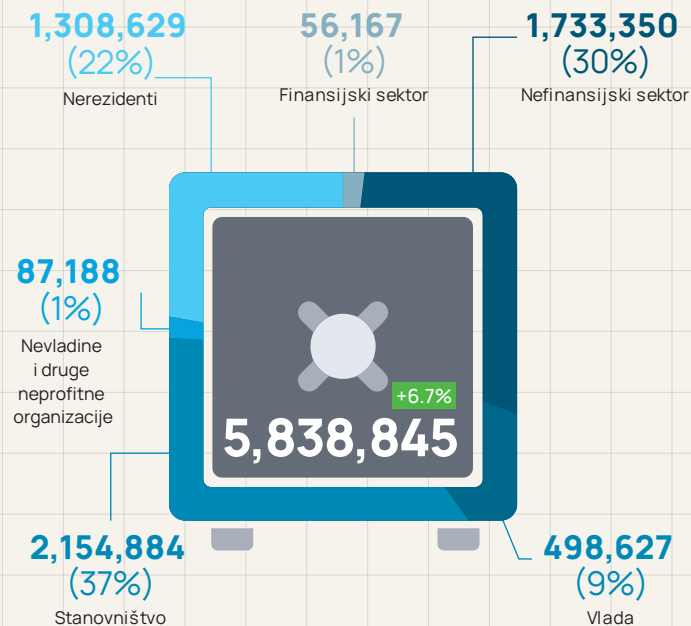 1,308,629
(22%)
Nerezidenti
56,167
(1%)
Finansijski sektor
1,733,350
(30%)
Nefinansijski sektor
87,188
(1%)
Nevladine
i druge
neprofitne
organizacije
+6.7%
5,838,845
2,154,884
(37%)
Stanovništvo
498,627
(9%)
Vlada